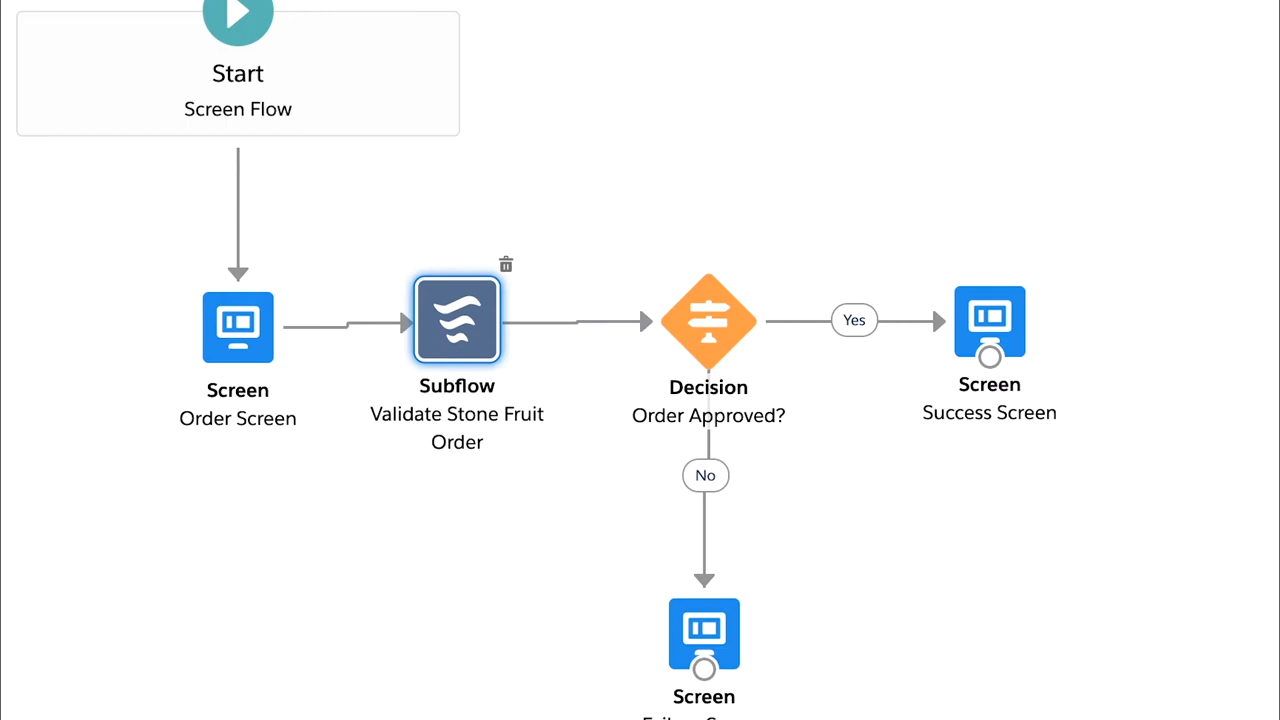 Start
Screen Flow
Screen
Order Screen
Subflow
Validate Stone Fruit
Order
Decision
Order Approved?
Yes
Screen
Success Screen
No
Screen